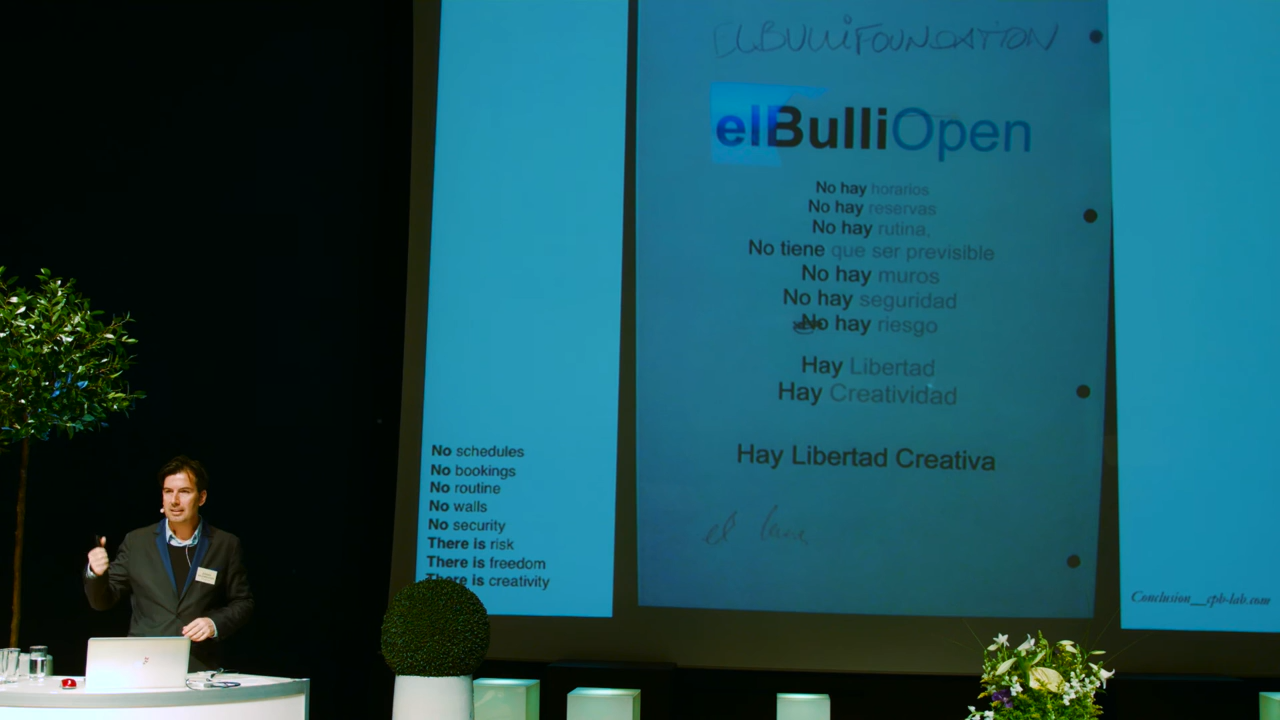 ELBULLiFOUNDATiON
elBulliOpen
No hay horarios
No hay reservas
No hay rutina,
No tiene que ser previsible
No hay muros
No hay seguridad
No hay riesgo
Hay Libertad
Hay Creatividad
Hay Libertad Creativa
el
No schedules
No bookings
No routine
No walls
No security
There is risk
There is freedom
There is creativity
Conclusion__cpb-lab.com